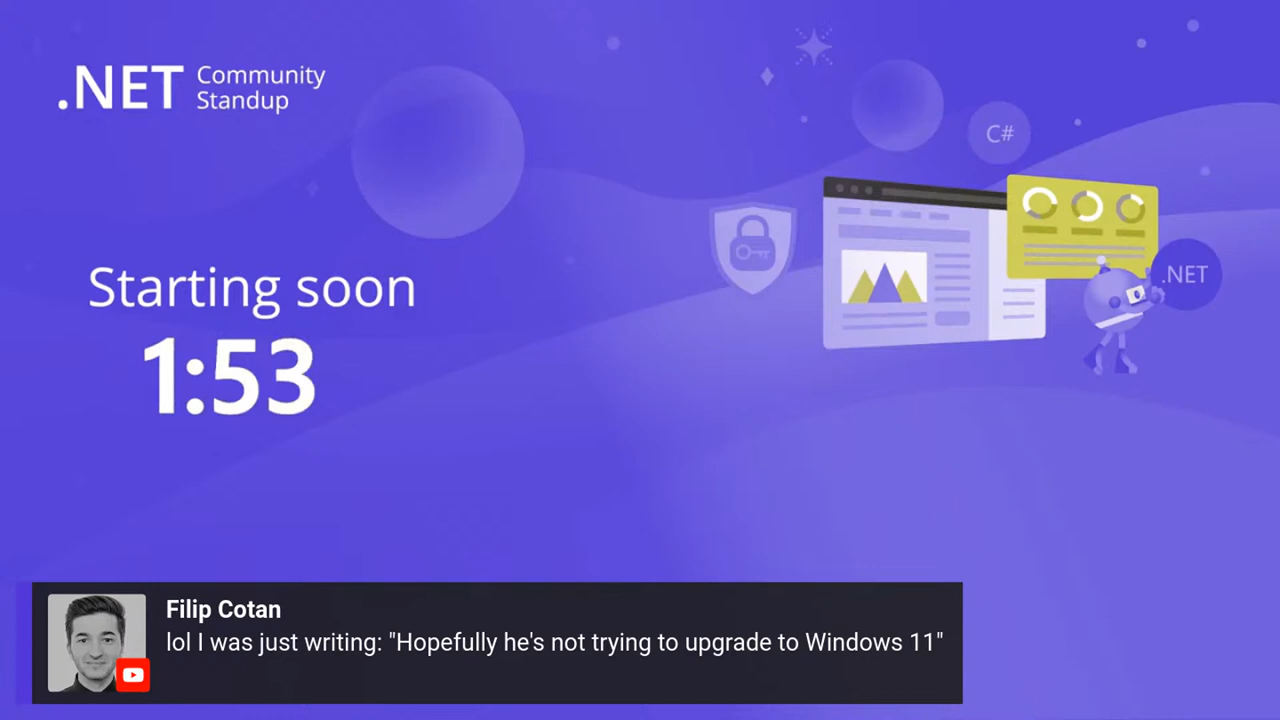 .NET Community
Standup
C#
Starting soon
.NET
1:53
Filip Cotan
lol I was just writing: "Hopefully he's not trying to upgrade to Windows 11"